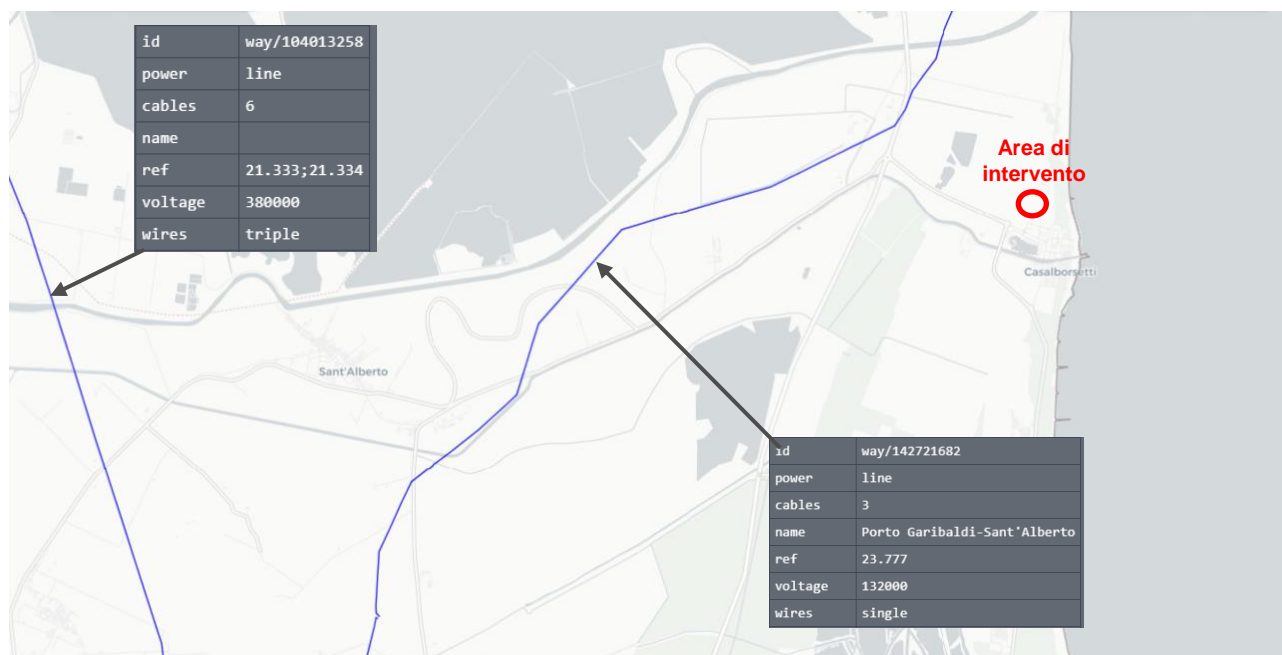 id way/104013258
power line
cables 6
name
ref 21.333;21.334
voltage 380000
wires triple
Area di
intervento
Casalborsetti
Sant'Alberto
id way/142721682
power line
cables 3
name Porto Garibaldi-Sant'Alberto
ref 23.777
voltage 132000
wires single